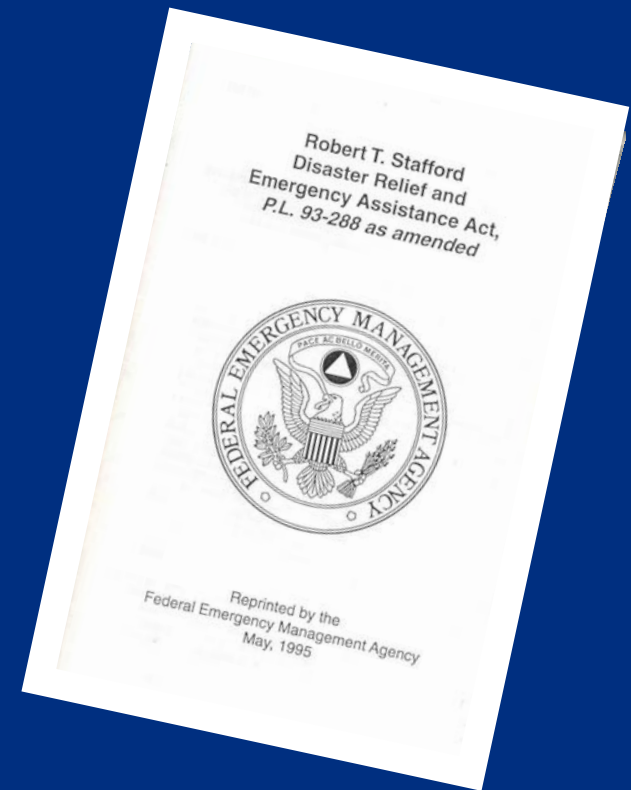 Robert T. Stafford
Disaster Relief and
Emergency Assistance Act,
P.L. 93-288 as amended
FEDERAL EMERGENCY MANAGEMENT AGENCY
PACE AC BELLO MERITA
Reprinted by the
Federal Emergency Management Agency
May, 1995